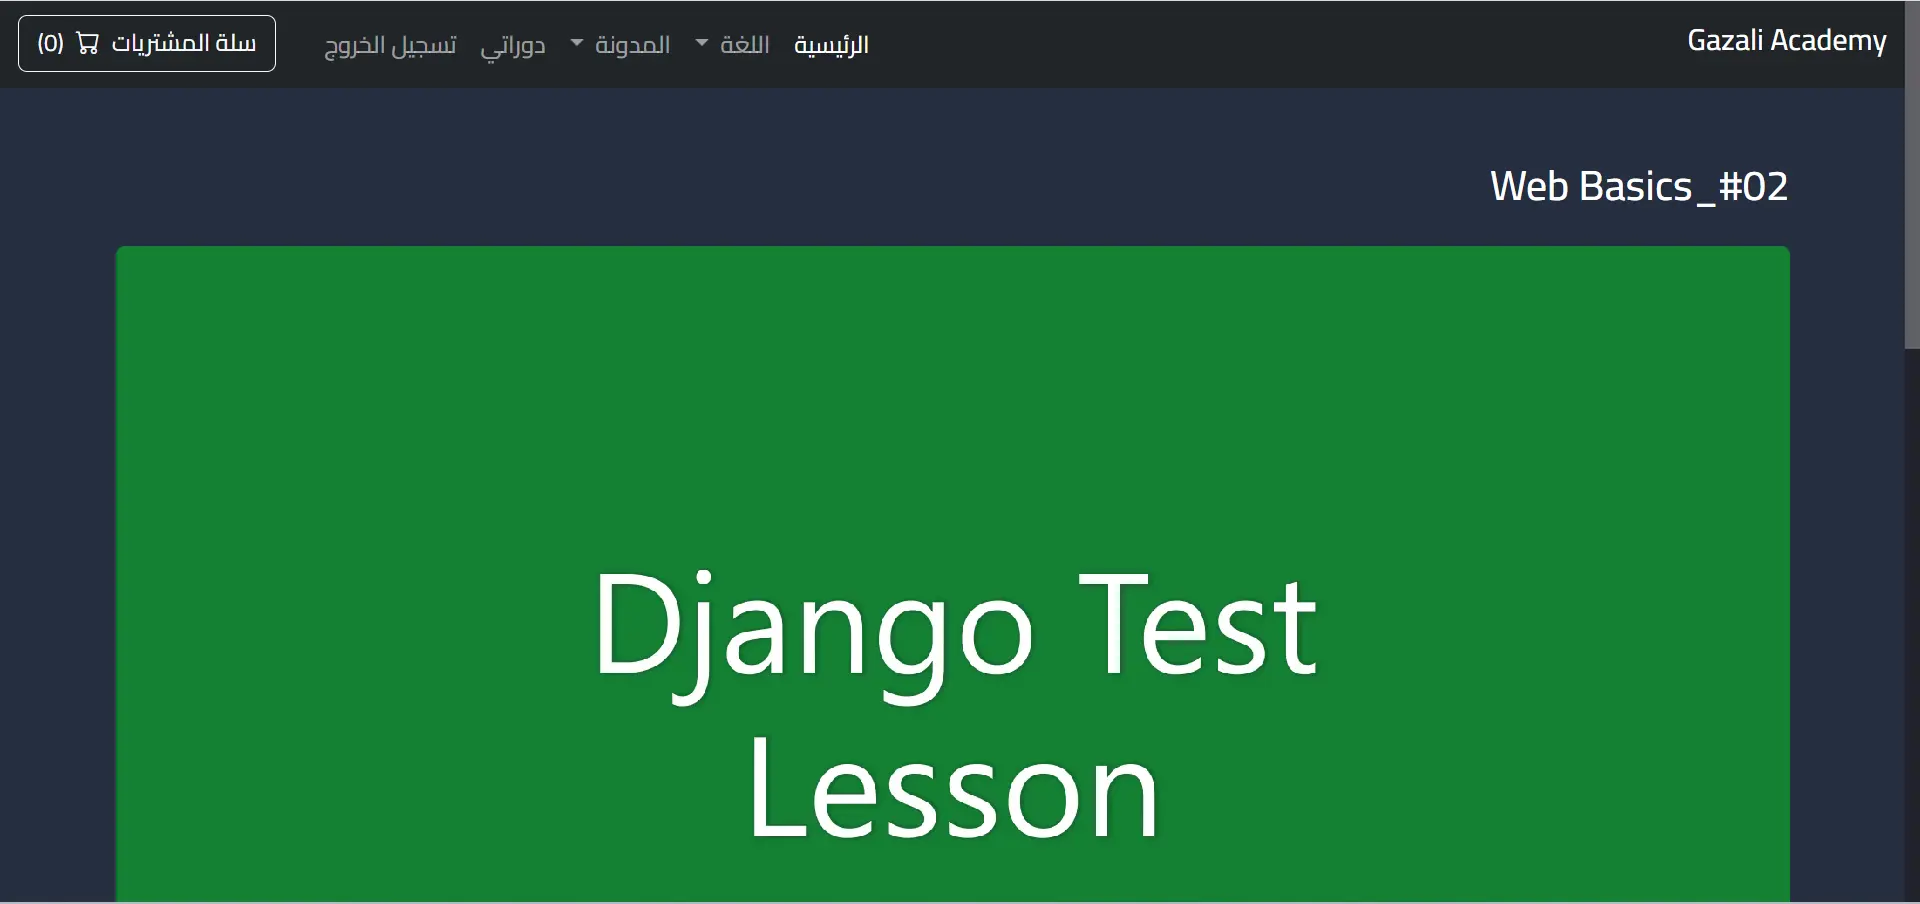 Gazali Academy
الرئيسية
اللغة
المدونة
دوراتي
تسجيل الخروج
سلة المشتريات (0)
Web Basics_#02
Django Test
Lesson